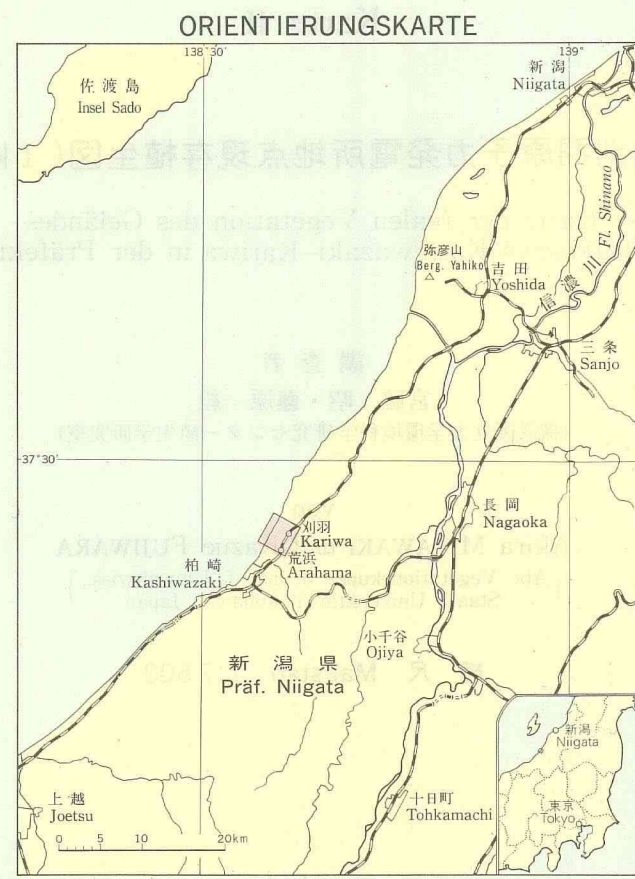 ORIENTIERUNGSKARTE
138°30′
139°
佐渡島
Insel Sado
新潟
Niigata
弥彦山
Berg. Yahiko
吉田
Yoshida
信濃川 Fl. Shinano
三条
Sanjo
37°30′
長岡
Nagaoka
刈羽
Kariwa
荒浜
Arahama
柏崎
Kashiwazaki
小千谷
Ojiya
新潟県
Präf. Niigata
新潟
Niigata
東京
Tokyo
上越
Joetsu
十日町
Tohkamachi
0 5 10 20km